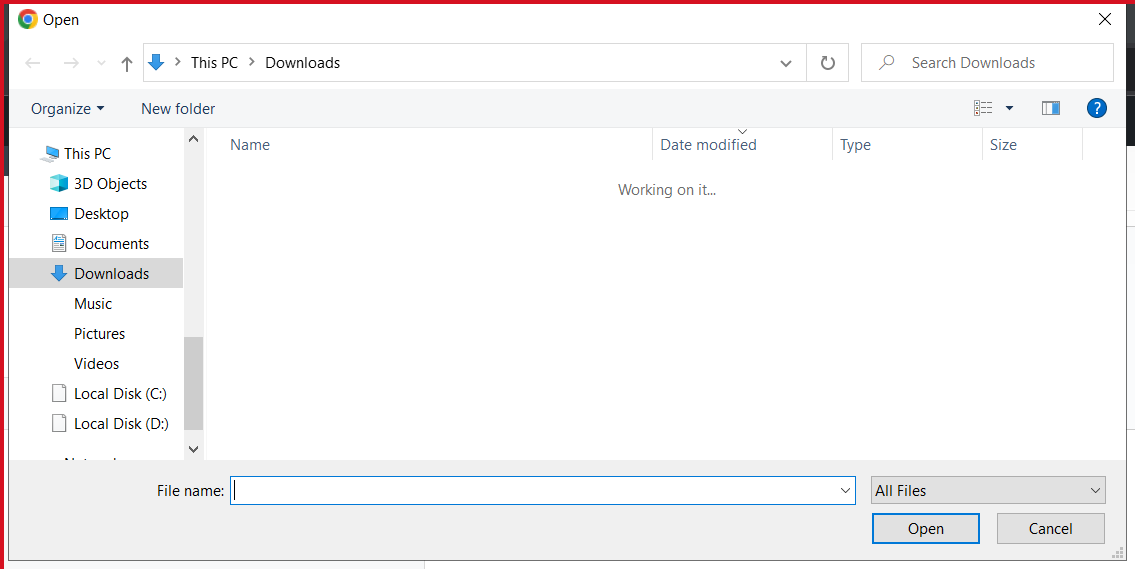 Open
This PC
Downloads
Search Downloads
Organize
New folder
?
Name
Date modified
Type
Size
Working on it...
This PC
3D Objects
Desktop
Documents
Downloads
Music
Pictures
Videos
Local Disk (C:)
Local Disk (D:)
File name:
All Files
Open
Cancel